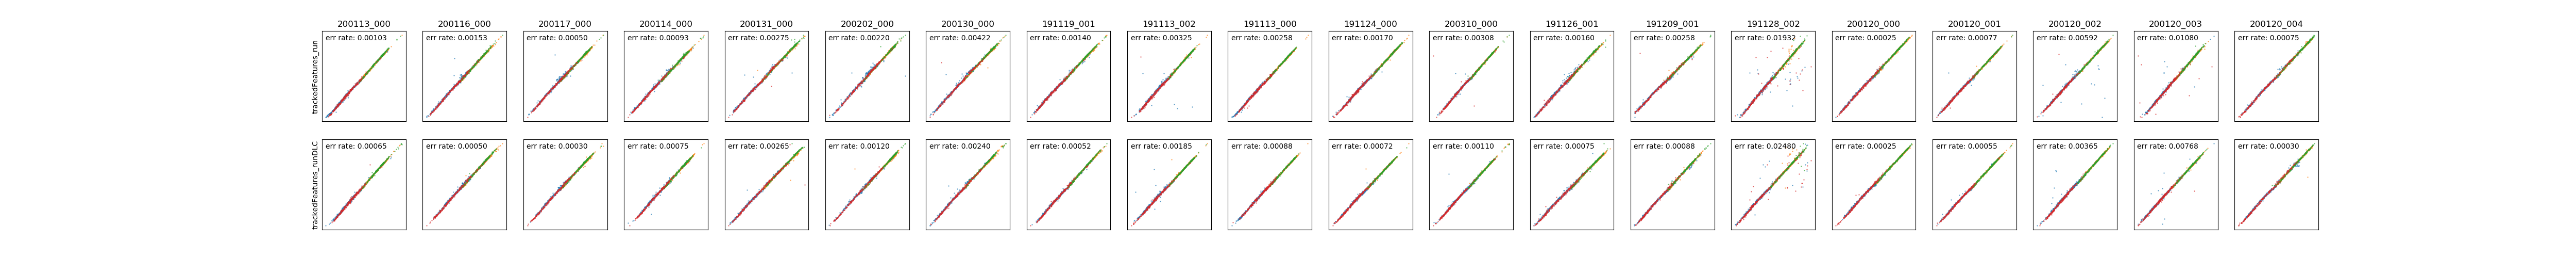 200113_000 200116_000 200117_000 200114_000 200131_000 200202_000 200130_000 191119_001 191113_002 191113_000 191124_000 200310_000 191126_001 191209_001 191128_002 200120_000 200120_001 200120_002 200120_003 200120_004
trackedFeatures_run
err rate: 0.00103 err rate: 0.00153 err rate: 0.00050 err rate: 0.00093 err rate: 0.00275 err rate: 0.00220 err rate: 0.00422 err rate: 0.00140 err rate: 0.00325 err rate: 0.00258 err rate: 0.00170 err rate: 0.00308 err rate: 0.00160 err rate: 0.00258 err rate: 0.01932 err rate: 0.00025 err rate: 0.00077 err rate: 0.00592 err rate: 0.01080 err rate: 0.00075
trackedFeatures_runDLC
err rate: 0.00065 err rate: 0.00050 err rate: 0.00030 err rate: 0.00075 err rate: 0.00265 err rate: 0.00120 err rate: 0.00240 err rate: 0.00052 err rate: 0.00185 err rate: 0.00088 err rate: 0.00072 err rate: 0.00110 err rate: 0.00075 err rate: 0.00088 err rate: 0.02480 err rate: 0.00025 err rate: 0.00055 err rate: 0.00365 err rate: 0.00768 err rate: 0.00030